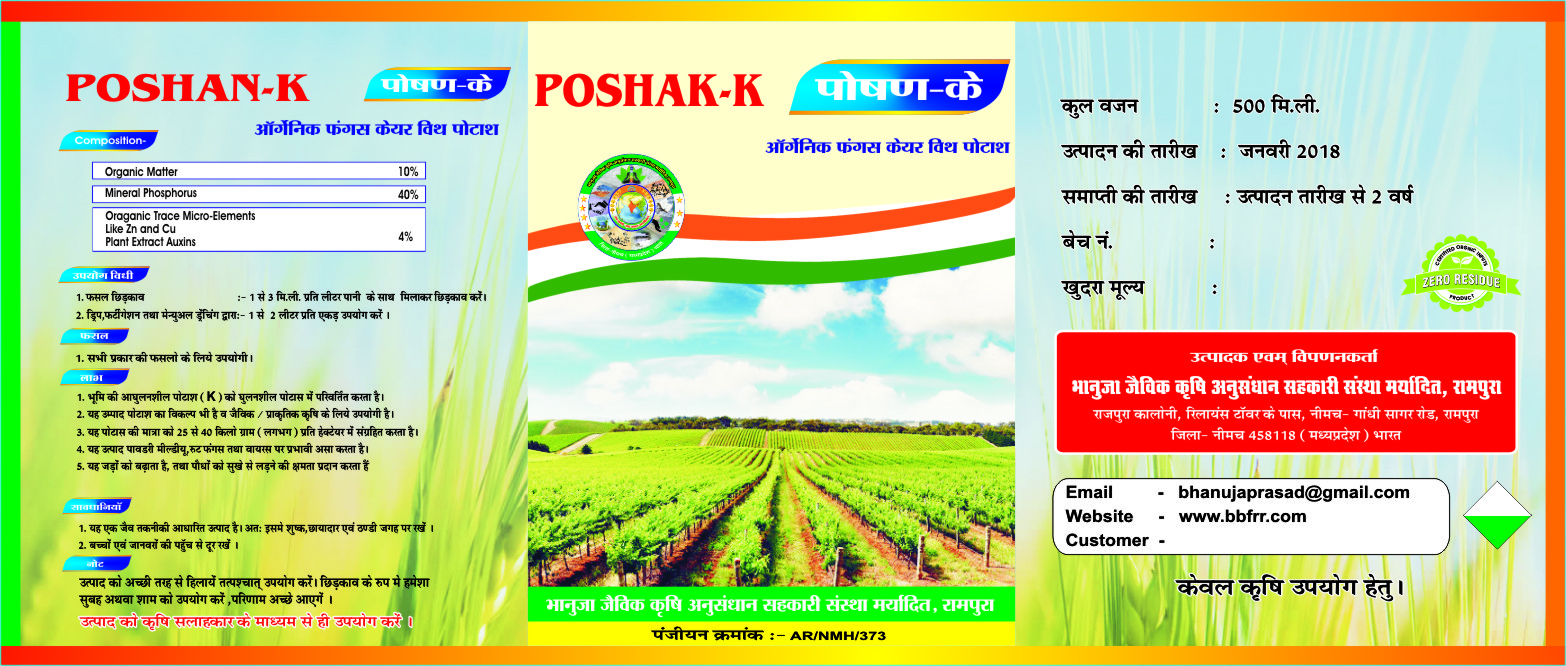 POSHAN-K
पोषण-के
ऑर्गेनिक फंगस केयर विथ पोटाश
Composition-
Organic Matter 10%
Mineral Phosphorus 40%
Oraganic Trace Micro-Elements
Like Zn and Cu
Plant Extract Auxins 4%
उपयोग विधी
1. फसल छिड़काव :- 1 से 3 मि.ली. प्रति लीटर पानी के साथ मिलाकर छिड़काव करें।
2. ड्रिप,फर्टीगेशन तथा मेन्युअल ड्रेंचिंग द्वारा:- 1 से 2 लीटर प्रति एकड़ उपयोग करें ।
फसल
1. सभी प्रकार की फसलो के लिये उपयोगी।
लाभ
1. भूमि की आघुलनशील पोटाश ( K ) को घुलनशील पोटास में परिवर्तित करता है।
2. यह उम्पाद पोटाश का विकल्प भी है व जैविक / प्राकृतिक कृषि के लिये उपयोगी है।
3. यह पोटास की मात्रा को 25 से 40 किलो ग्राम ( लगभग ) प्रति हेक्टेयर में संग्रहित करता है।
4. यह उत्पाद पावडरी मील्डीयू,रुट फंगस तथा वायरस पर प्रभावी असा करता है।
5. यह जड़ों को बढ़ाता है, तथा पौधों को सुखे से लड़ने की क्षमता प्रदान करता हैं
सावधानियाँ
1. यह एक जैव तकनीकी आधारित उत्पाद है। अत: इसमे शुष्क,छायादार एवं ठण्डी जगह पर रखें ।
2. बच्चों एवं जानवरों की पहुँच से दूर रखें ।
नोट
उत्पाद को अच्छी तरह से हिलायें तत्पश्चात् उपयोग करें। छिड़काव के रुप मे हमेशा
सुबह अथवा शाम को उपयोग करें ,परिणाम अच्छे आएगें ।
उत्पाद को कृषि सलाहकार के माध्यम से ही उपयोग करें ।
POSHAK-K
पोषण-के
ऑर्गेनिक फंगस केयर विथ पोटाश
भानुजा जैविक कृषि अनुसंधान सहकारी संस्था मर्यादित, रामपुरा
पंजीयन क्रमांक :- AR/NMH/373
कुल वजन : 500 मि.ली.
उत्पादन की तारीख : जनवरी 2018
समाप्ती की तारीख : उत्पादन तारीख से 2 वर्ष
बेच नं. :
खुदरा मूल्य :
CERTIFIED ORGANIC INPUTS
ZERO RESIDUE
PRODUCT
उत्पादक एवम् विपणनकर्ता
भानुजा जैविक कृषि अनुसंधान सहकारी संस्था मर्यादित, रामपुरा
राजपुरा कालोनी, रिलायंस टॉवर के पास, नीमच- गांधी सागर रोड, रामपुरा
जिला- नीमच 458118 ( मध्यप्रदेश ) भारत
Email - bhanujaprasad@gmail.com
Website - www.bbfrr.com
Customer -
केवल कृषि उपयोग हेतु।